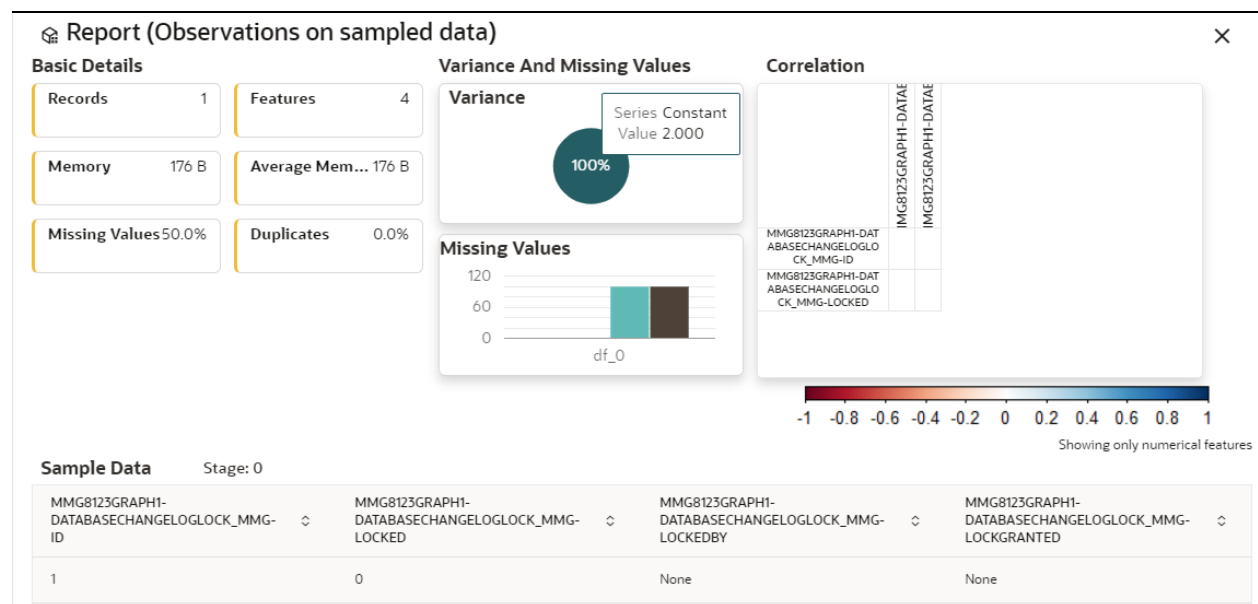 Report (Observations on sampled data)
Basic Details
Records 1
Features 4
Memory 176 B
Average Mem... 176 B
Missing Values 50.0%
Duplicates 0.0%
Variance And Missing Values
Variance
Series Constant
Value 2.000
100%
Missing Values
120
60
0
df_0
Correlation
MMG8123GRAPH1-DATAE
MMG8123GRAPH1-DATAE
MMG8123GRAPH1-DAT
ABASECHANGELOGLO
CK_MMG-ID
MMG8123GRAPH1-DAT
ABASECHANGELOGLO
CK_MMG-LOCKED
-1 -0.8 -0.6 -0.4 -0.2 0 0.2 0.4 0.6 0.8 1
Showing only numerical features
Sample Data Stage: 0
MMG8123GRAPH1-
DATABASECHANGELOGLOCK_MMG-
ID
MMG8123GRAPH1-
DATABASECHANGELOGLOCK_MMG-
LOCKED
MMG8123GRAPH1-
DATABASECHANGELOGLOCK_MMG-
LOCKEDBY
MMG8123GRAPH1-
DATABASECHANGELOGLOCK_MMG-
LOCKGRANTED
1 0 None None